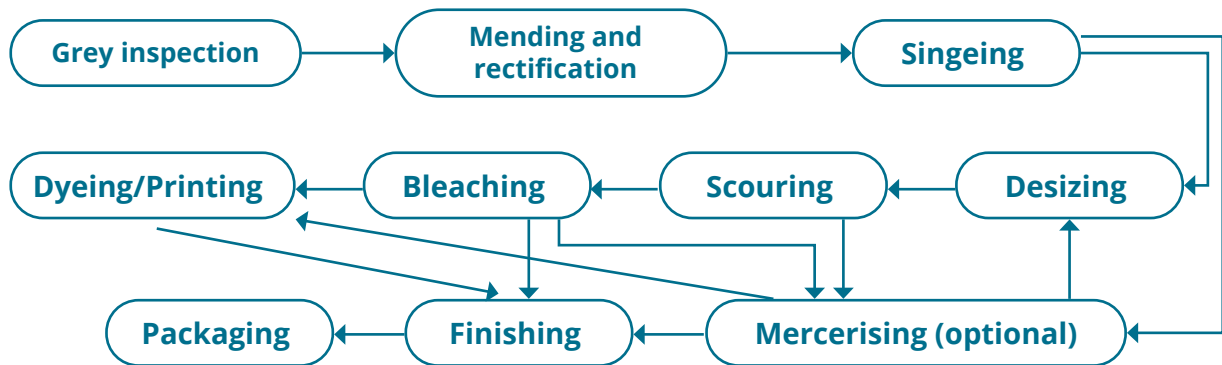 Grey inspection
Mending and
rectification
Singeing
Dyeing/Printing
Bleaching
Scouring
Desizing
Packaging
Finishing
Mercerising (optional)